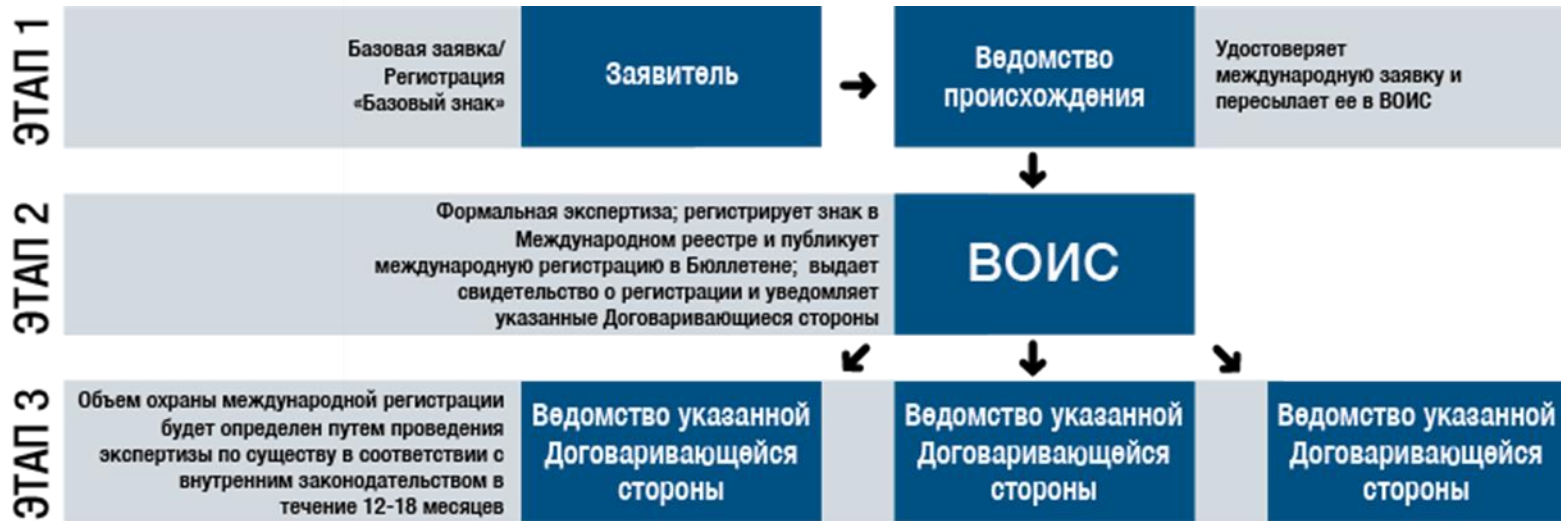 ЭТАП 1
Базовая заявка/
Регистрация
«Базовый знак»
Заявитель
Ведомство
происхождения
Удостоверяет
международную заявку и
пересылает ее в ВОИС
ЭТАП 2
Формальная экспертиза; регистрирует знак в
Международном реестре и публикует
международную регистрацию в Бюллетене; выдает
свидетельство о регистрации и уведомляет
указанные Договаривающиеся стороны
ВОИС
ЭТАП 3
Объем охраны международной регистрации
будет определен путем проведения
экспертизы по существу в соответствии с
внутренним законодательством в
течение 12-18 месяцев
Ведомство указанной
Договаривающейся
стороны
Ведомство указанной
Договаривающейся
стороны
Ведомство указанной
Договаривающейся
стороны